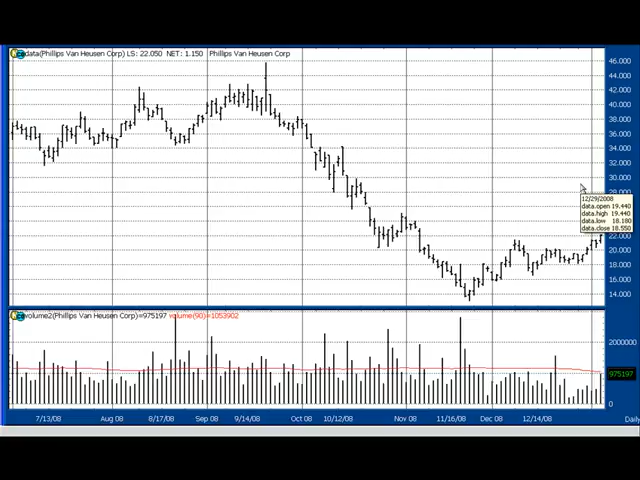 data(Phillips Van Heusen Corp) LS: 22.050 NET: 1.150 Phillips Van Heusen Corp
46.000
44.000
42.000
40.000
38.000
36.000
34.000
32.000
30.000
28.000
12/29/2008
data.open 19.440
data.high 19.440
data.low 18.180
data.close 18.550
22.000
20.000
18.000
16.000
14.000
volume2(Phillips Van Heusen Corp)=975197 volume(90)=1053902
2000000
975197
0
7/13/08 Aug 08 8/17/08 Sep 08 9/14/08 Oct 08 10/12/08 Nov 08 11/16/08 Dec 08 12/14/08 Daily